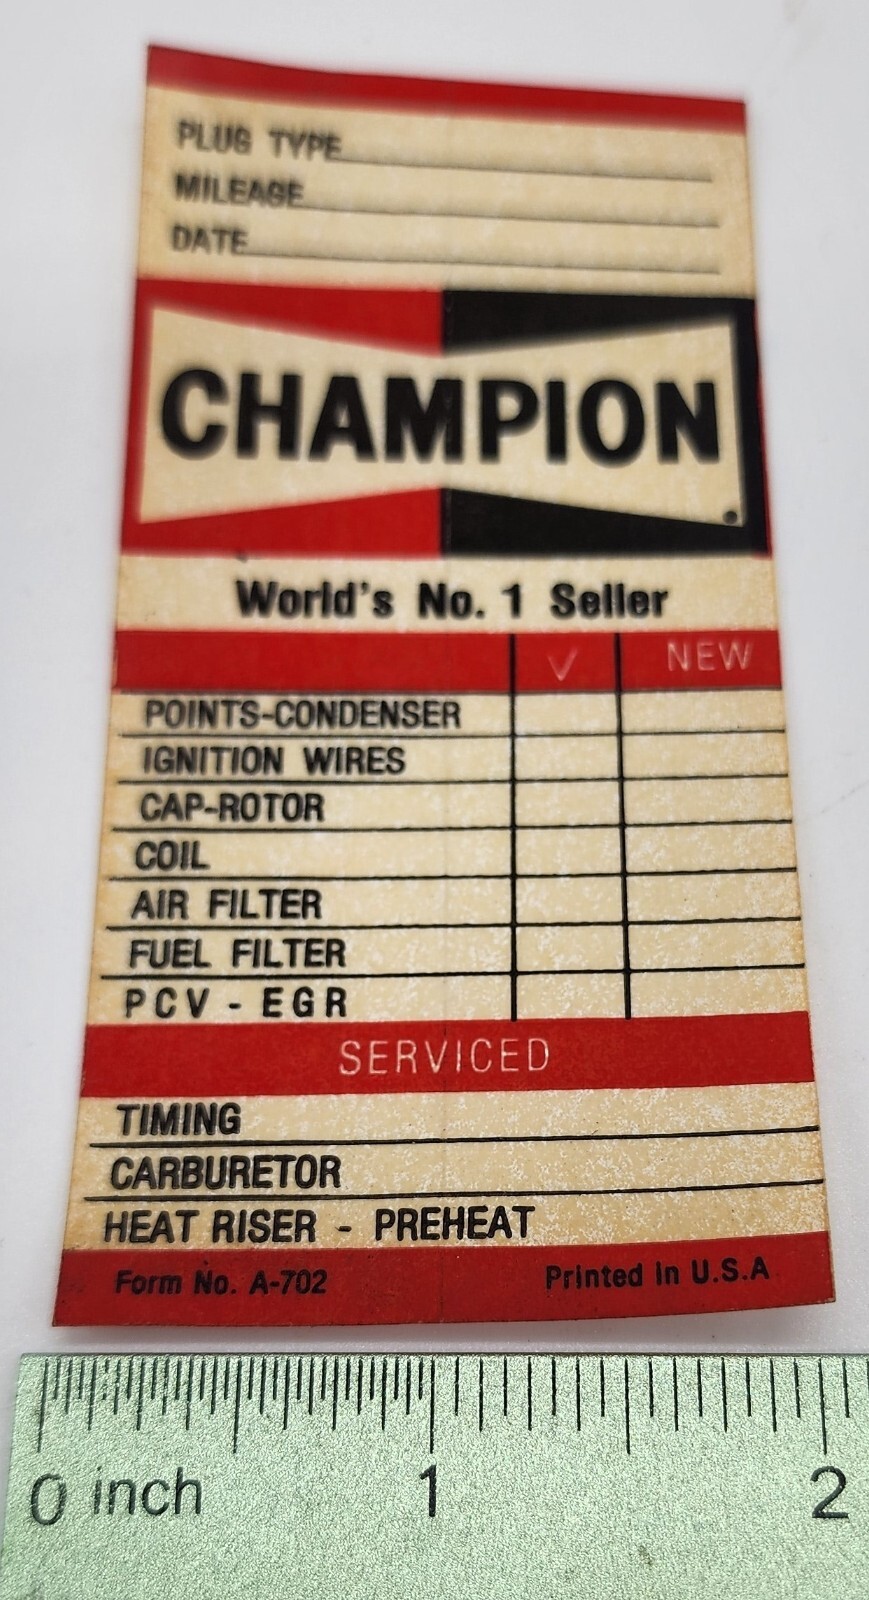 PLUG TYPE
MILEAGE
DATE
CHAMPION
World's No. 1 Seller
√ NEW
POINTS-CONDENSER
IGNITION WIRES
CAP-ROTOR
COIL
AIR FILTER
FUEL FILTER
PCV - EGR
SERVICED
TIMING
CARBURETOR
HEAT RISER - PREHEAT
Form No. A-702 Printed in U.S.A
0 inch 1 2